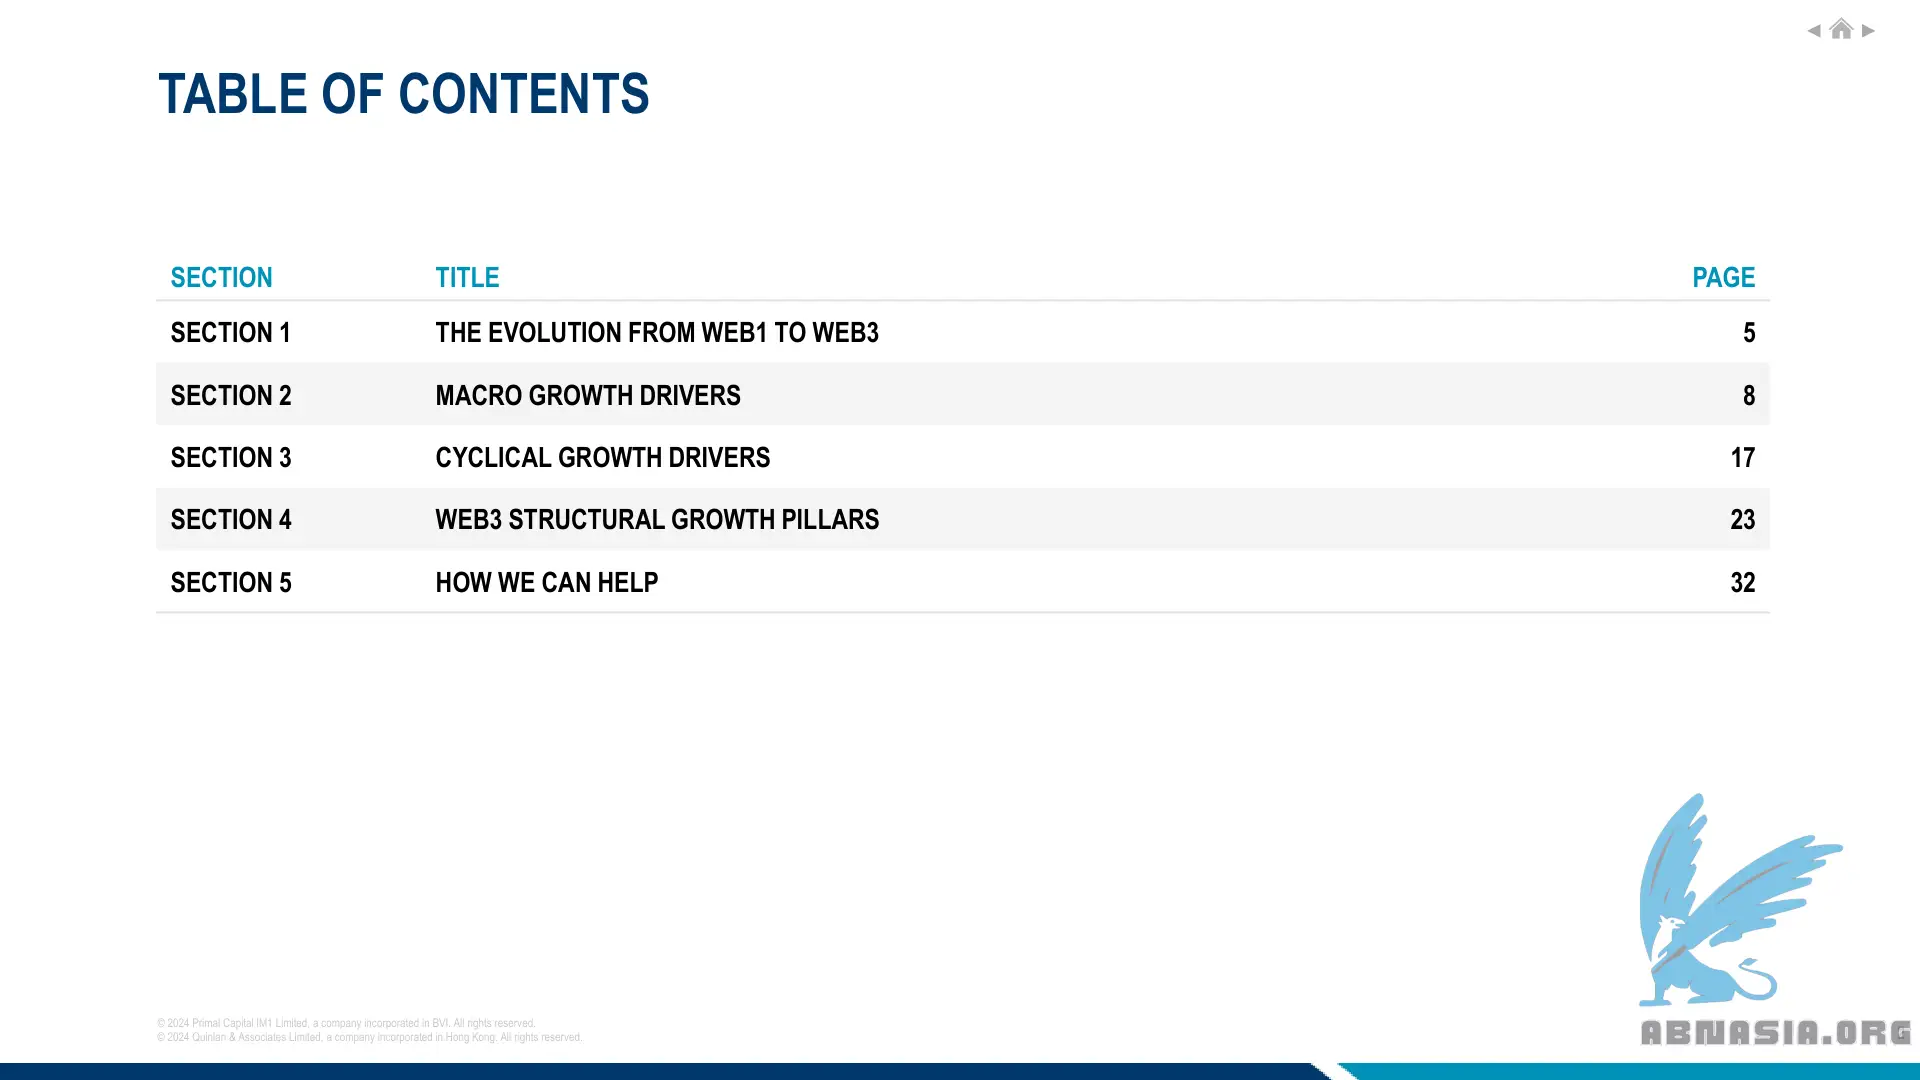 TABLE OF CONTENTS
SECTION TITLE PAGE
SECTION 1 THE EVOLUTION FROM WEB1 TO WEB3 5
SECTION 2 MACRO GROWTH DRIVERS 8
SECTION 3 CYCLICAL GROWTH DRIVERS 17
SECTION 4 WEB3 STRUCTURAL GROWTH PILLARS 23
SECTION 5 HOW WE CAN HELP 32
© 2024 Primal Capital IM1 Limited, a company incorporated in BVI. All rights reserved.
© 2024 Quinlan & Associates Limited, a company incorporated in Hong Kong. All rights reserved.
ABNASIA.ORG